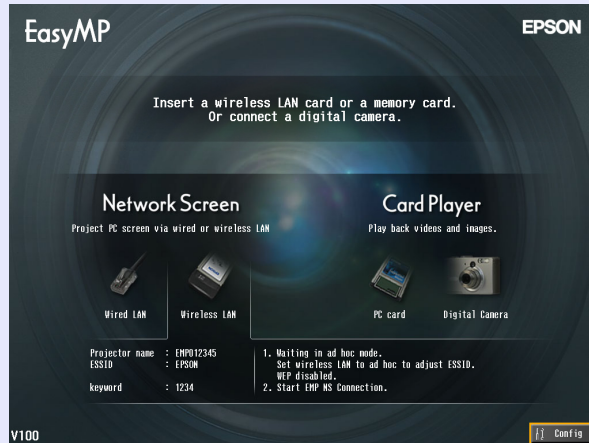 EasyMP
EPSON
Insert a wireless LAN card or a memory card.
Or connect a digital camera.
Network Screen
Project PC screen via wired or wireless LAN
Wired LAN
Wireless LAN
Card Player
Play back videos and images.
PC card
Digital Camera
Projector name : EMP012345
ESSID : EPSON
keyword : 1234
1. Waiting in ad hoc mode.
Set wireless LAN to ad hoc to adjust ESSID.
WEP disabled.
2. Start EMP NS Connection.
V100
Config